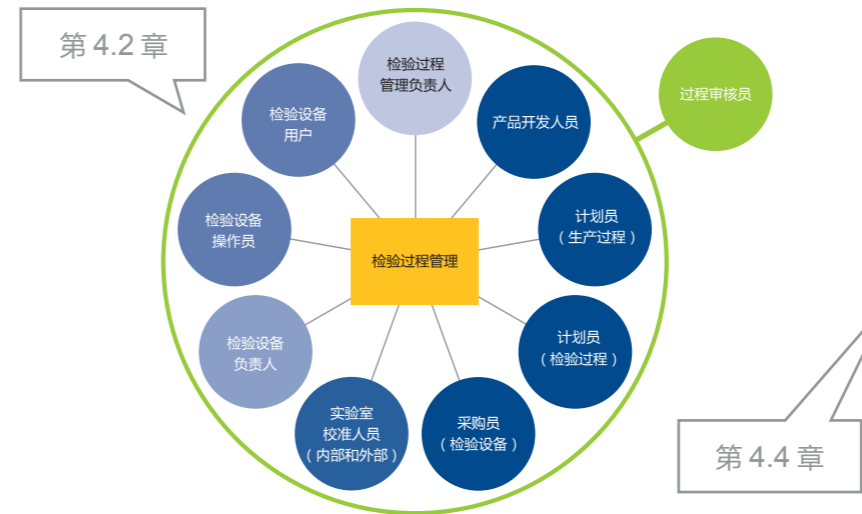 第 4.2 章
检验过程
管理负责人
过程审核员
检验设备
用户
产品开发人员
检验设备
操作员
计划员
（生产过程）
检验过程管理
检验设备
负责人
计划员
（检验过程）
实验室
校准人员
（内部和外部）
采购员
（检验设备）
第 4.4 章